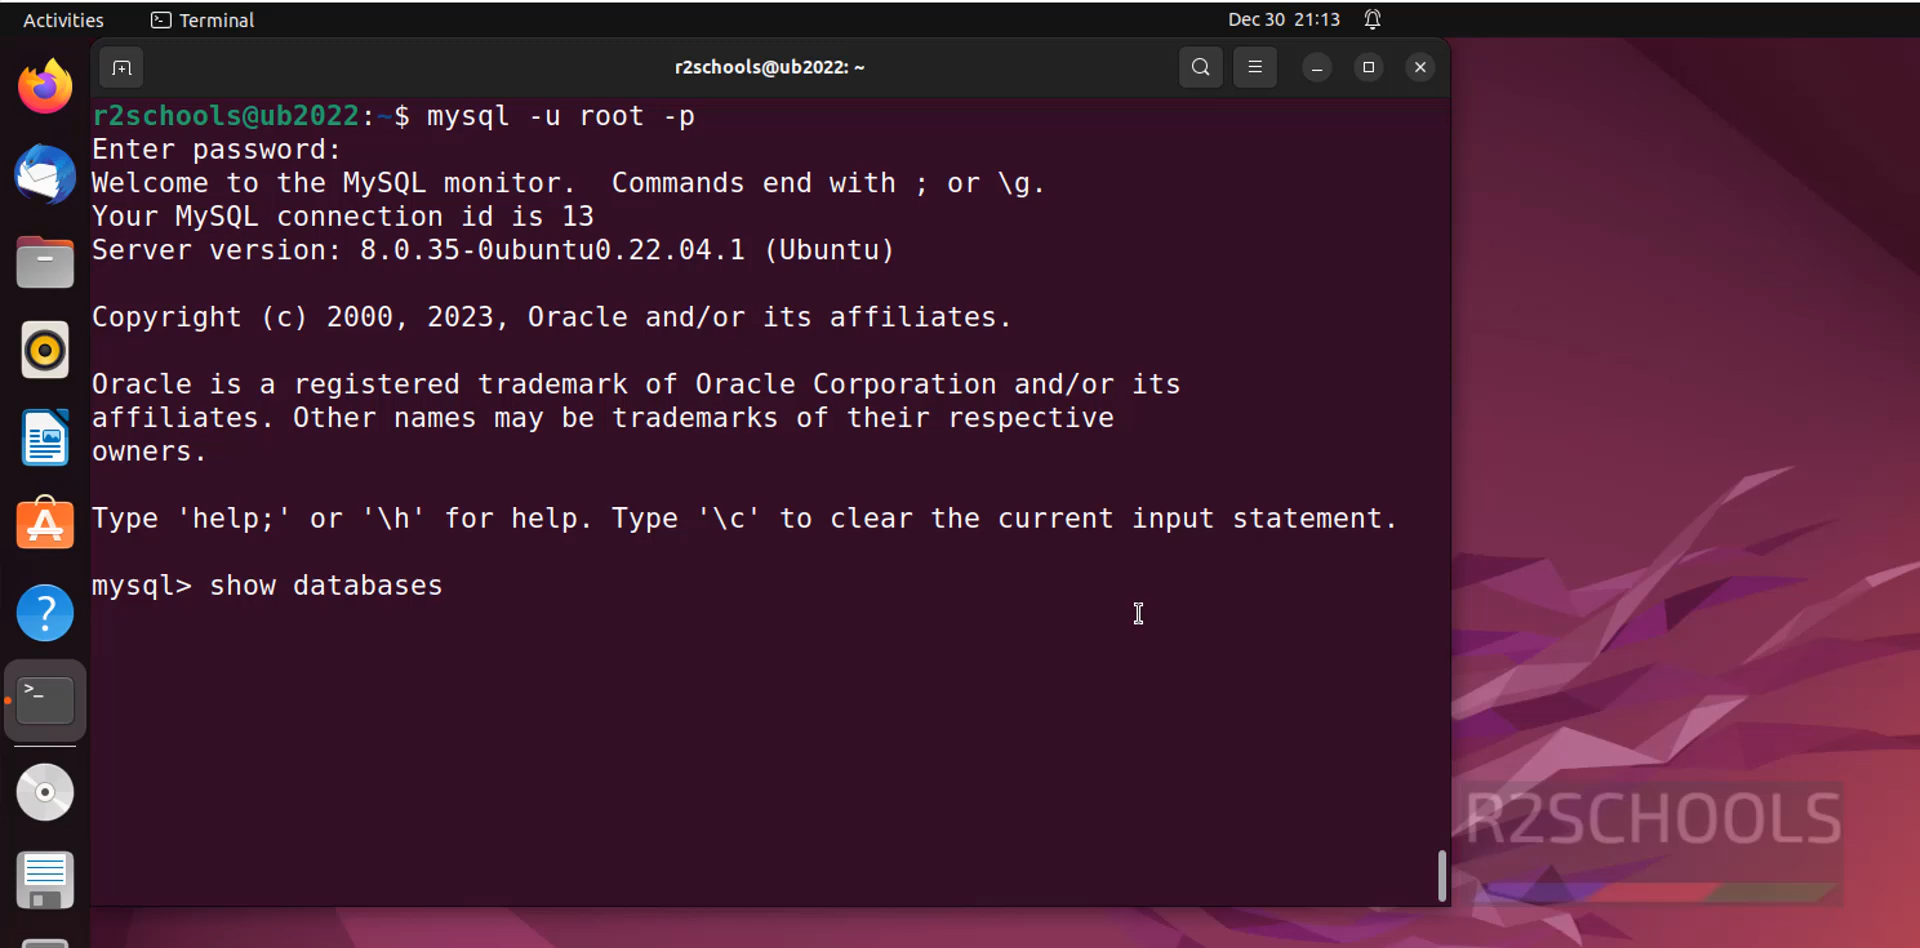 Activities Terminal Dec 30 21:13
r2schools@ub2022: ~
r2schools@ub2022:~$ mysql -u root -p
Enter password:
Welcome to the MySQL monitor.  Commands end with ; or \g.
Your MySQL connection id is 13
Server version: 8.0.35-0ubuntu0.22.04.1 (Ubuntu)
Copyright (c) 2000, 2023, Oracle and/or its affiliates.
Oracle is a registered trademark of Oracle Corporation and/or its
affiliates. Other names may be trademarks of their respective
owners.
Type 'help;' or '\h' for help. Type '\c' to clear the current input statement.
mysql> show databases
R2SCHOOLS